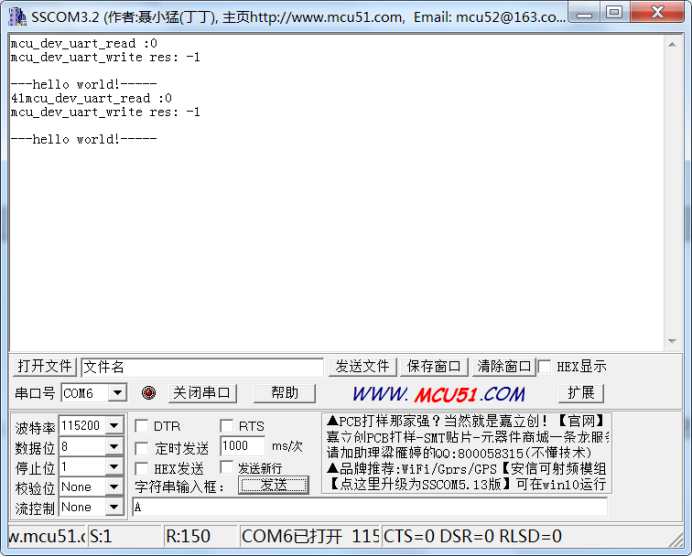 SSCOM3.2 (作者:聂小猛(丁丁), 主页http://www.mcu51.com, Email: mcu52@163.co...
mcu_dev_uart_read :0
mcu_dev_uart_write res: -1
---hello world!-----
41mcu_dev_uart_read :0
mcu_dev_uart_write res: -1
---hello world!-----
打开文件 文件名 发送文件 保存窗口 清除窗口 HEX显示
串口号 COM6 关闭串口 帮助 WWW. MCU51.COM 扩展
波特率 115200 DTR RTS
数据位 8 定时发送 1000 ms/次
停止位 1 HEX发送 发送新行
校验位 None 字符串输入框: 发送
流控制 None A
▲PCB打样那家强?当然就是嘉立创!【官网】
嘉立创PCB打样-SMT贴片-元器件商城一条龙服务
请加助理梁雁婷的QQ:800058315(不懂技术)
▲品牌推荐:WiFi/Gprs/GPS【安信可射频模组
【点这里升级为SSCOM5.13版】可在win10运行
w.mcu51.c S:1 R:150 COM6已打开 115 CTS=0 DSR=0 RLSD=0